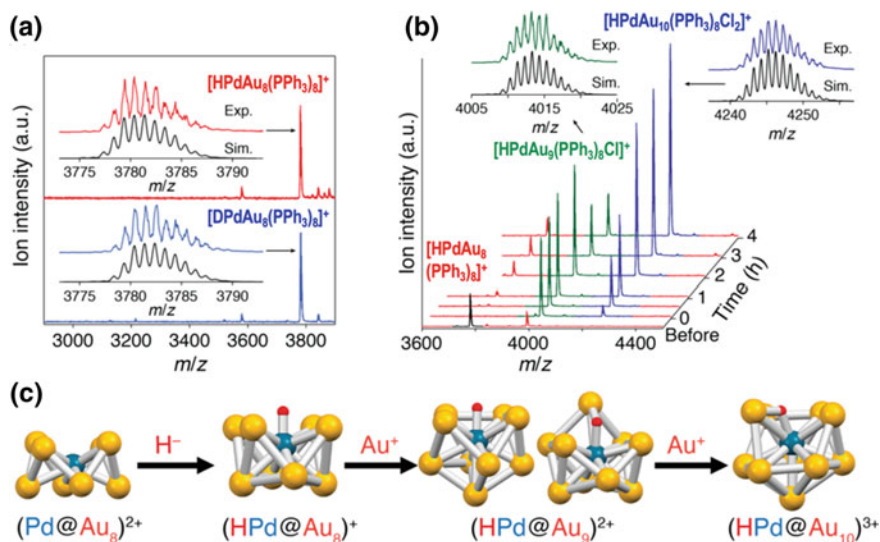 (a)
Ion intensity (a.u.)
[HPdAu₈(PPh₃)₈]⁺
Exp.
Sim.
3775 3780 3785 3790
m/z
[DPdAu₈(PPh₃)₈]⁺
Exp.
Sim.
3775 3780 3785 3790
m/z
3000 3200 3400 3600 3800
m/z
(b)
Ion intensity (a.u.)
[HPdAu₁₀(PPh₃)₈Cl₂]⁺
Exp.
Sim.
4005 4015 4025
m/z
Exp.
Sim.
4240 4250
m/z
[HPdAu₉(PPh₃)₈Cl]⁺
[HPdAu₈
(PPh₃)₈]⁺
4
3
2
1
0
Before
Time (h)
3600 4000 4400
m/z
(c)
H⁻
Au⁺
Au⁺
(Pd@Au₈)²⁺
(HPd@Au₈)⁺
(HPd@Au₉)²⁺
(HPd@Au₁₀)³⁺